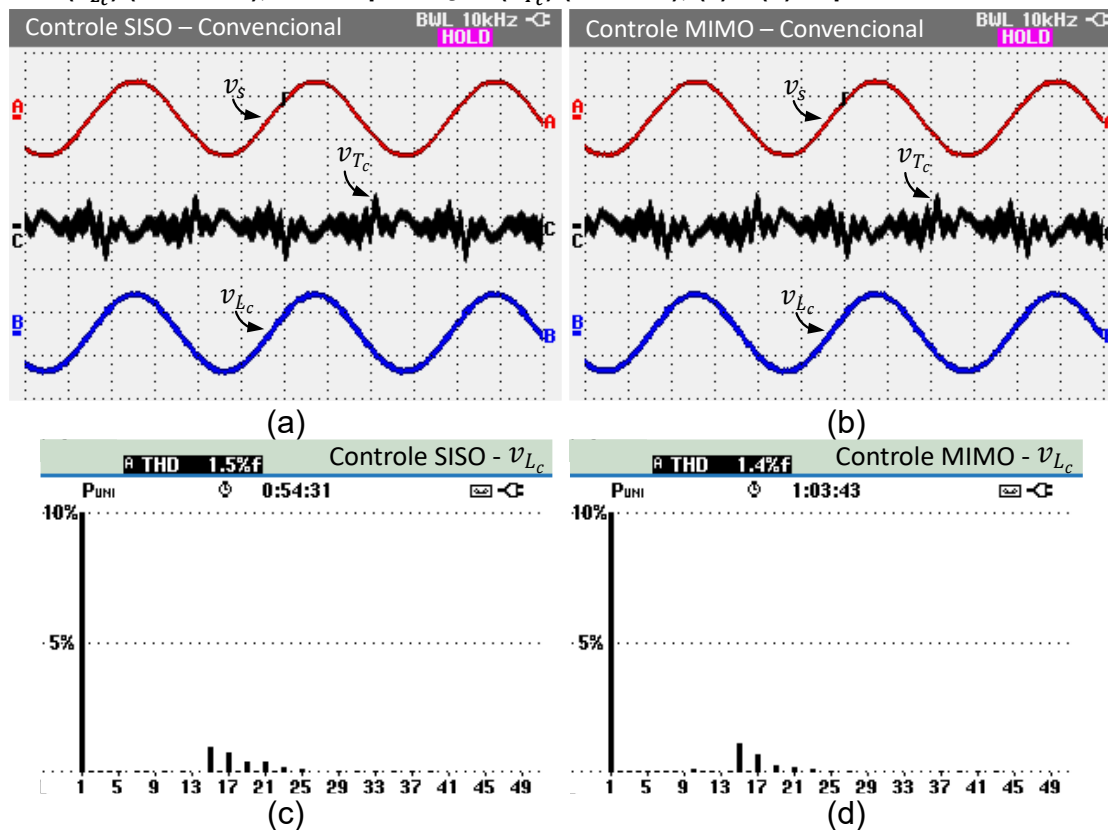 Controle SISO – Convencional
BWL 10kHz
HOLD
A
v_s
A
v_{T_c}
C
C
v_{L_c}
B
B
(a)
Controle MIMO – Convencional
BWL 10kHz
HOLD
A
v_s
A
v_{T_c}
C
v_{L_c}
B
(b)
A THD 1.5%f
Controle SISO - v_{L_c}
PUNI
0:54:31
10%
5%
1 5 9 13 17 21 25 29 33 37 41 45 49
(c)
A THD 1.4%f
Controle MIMO - v_{L_c}
PUNI
1:03:43
10%
5%
1 5 9 13 17 21 25 29 33 37 41 45 49
(d)